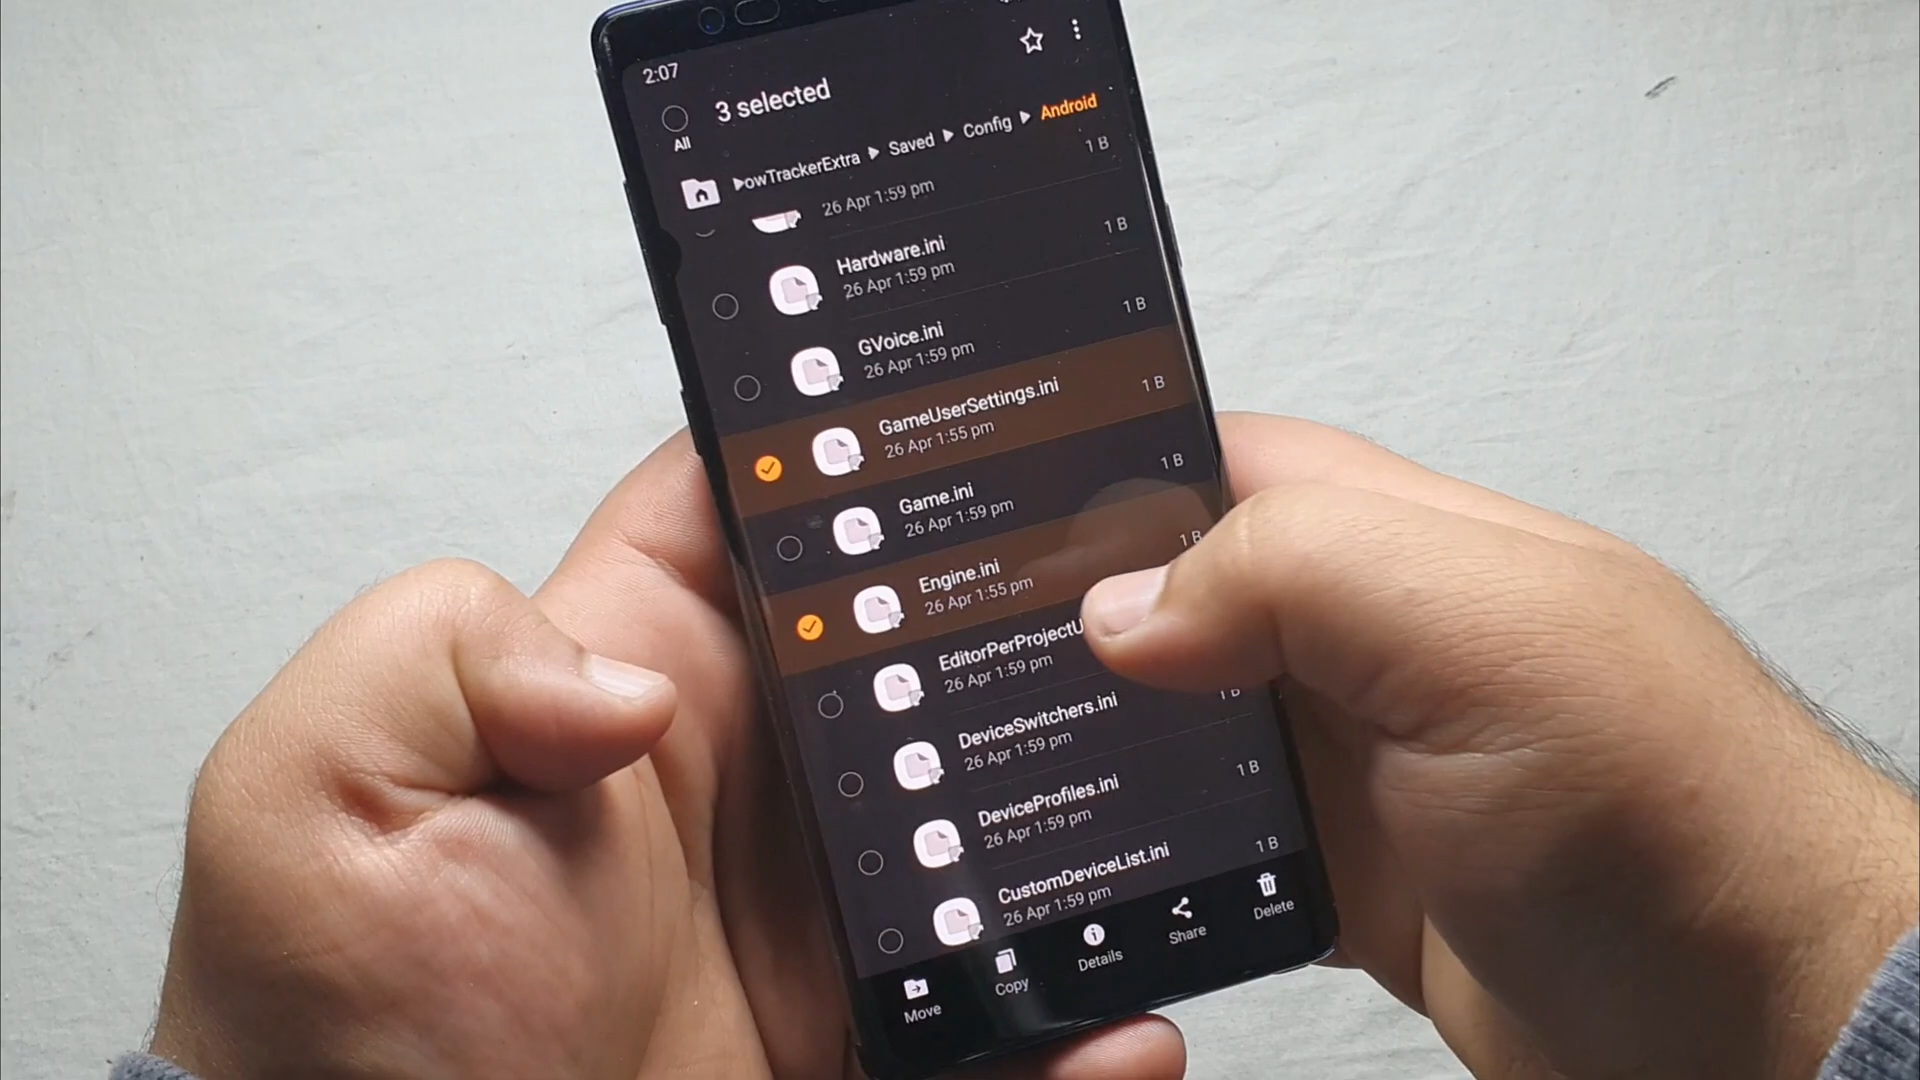 2:07
3 selected
All
owTrackerExtra ▶ Saved ▶ Config ▶ Android
26 Apr 1:59 pm
1 B
Hardware.ini
26 Apr 1:59 pm
1 B
GVoice.ini
26 Apr 1:59 pm
1 B
GameUserSettings.ini
26 Apr 1:55 pm
1 B
Game.ini
26 Apr 1:59 pm
1 B
Engine.ini
26 Apr 1:55 pm
1 B
EditorPerProjectU
26 Apr 1:59 pm
DeviceSwitchers.ini
26 Apr 1:59 pm
1 B
DeviceProfiles.ini
26 Apr 1:59 pm
1 B
CustomDeviceList.ini
26 Apr 1:59 pm
1 B
Move
Copy
Details
Share
Delete